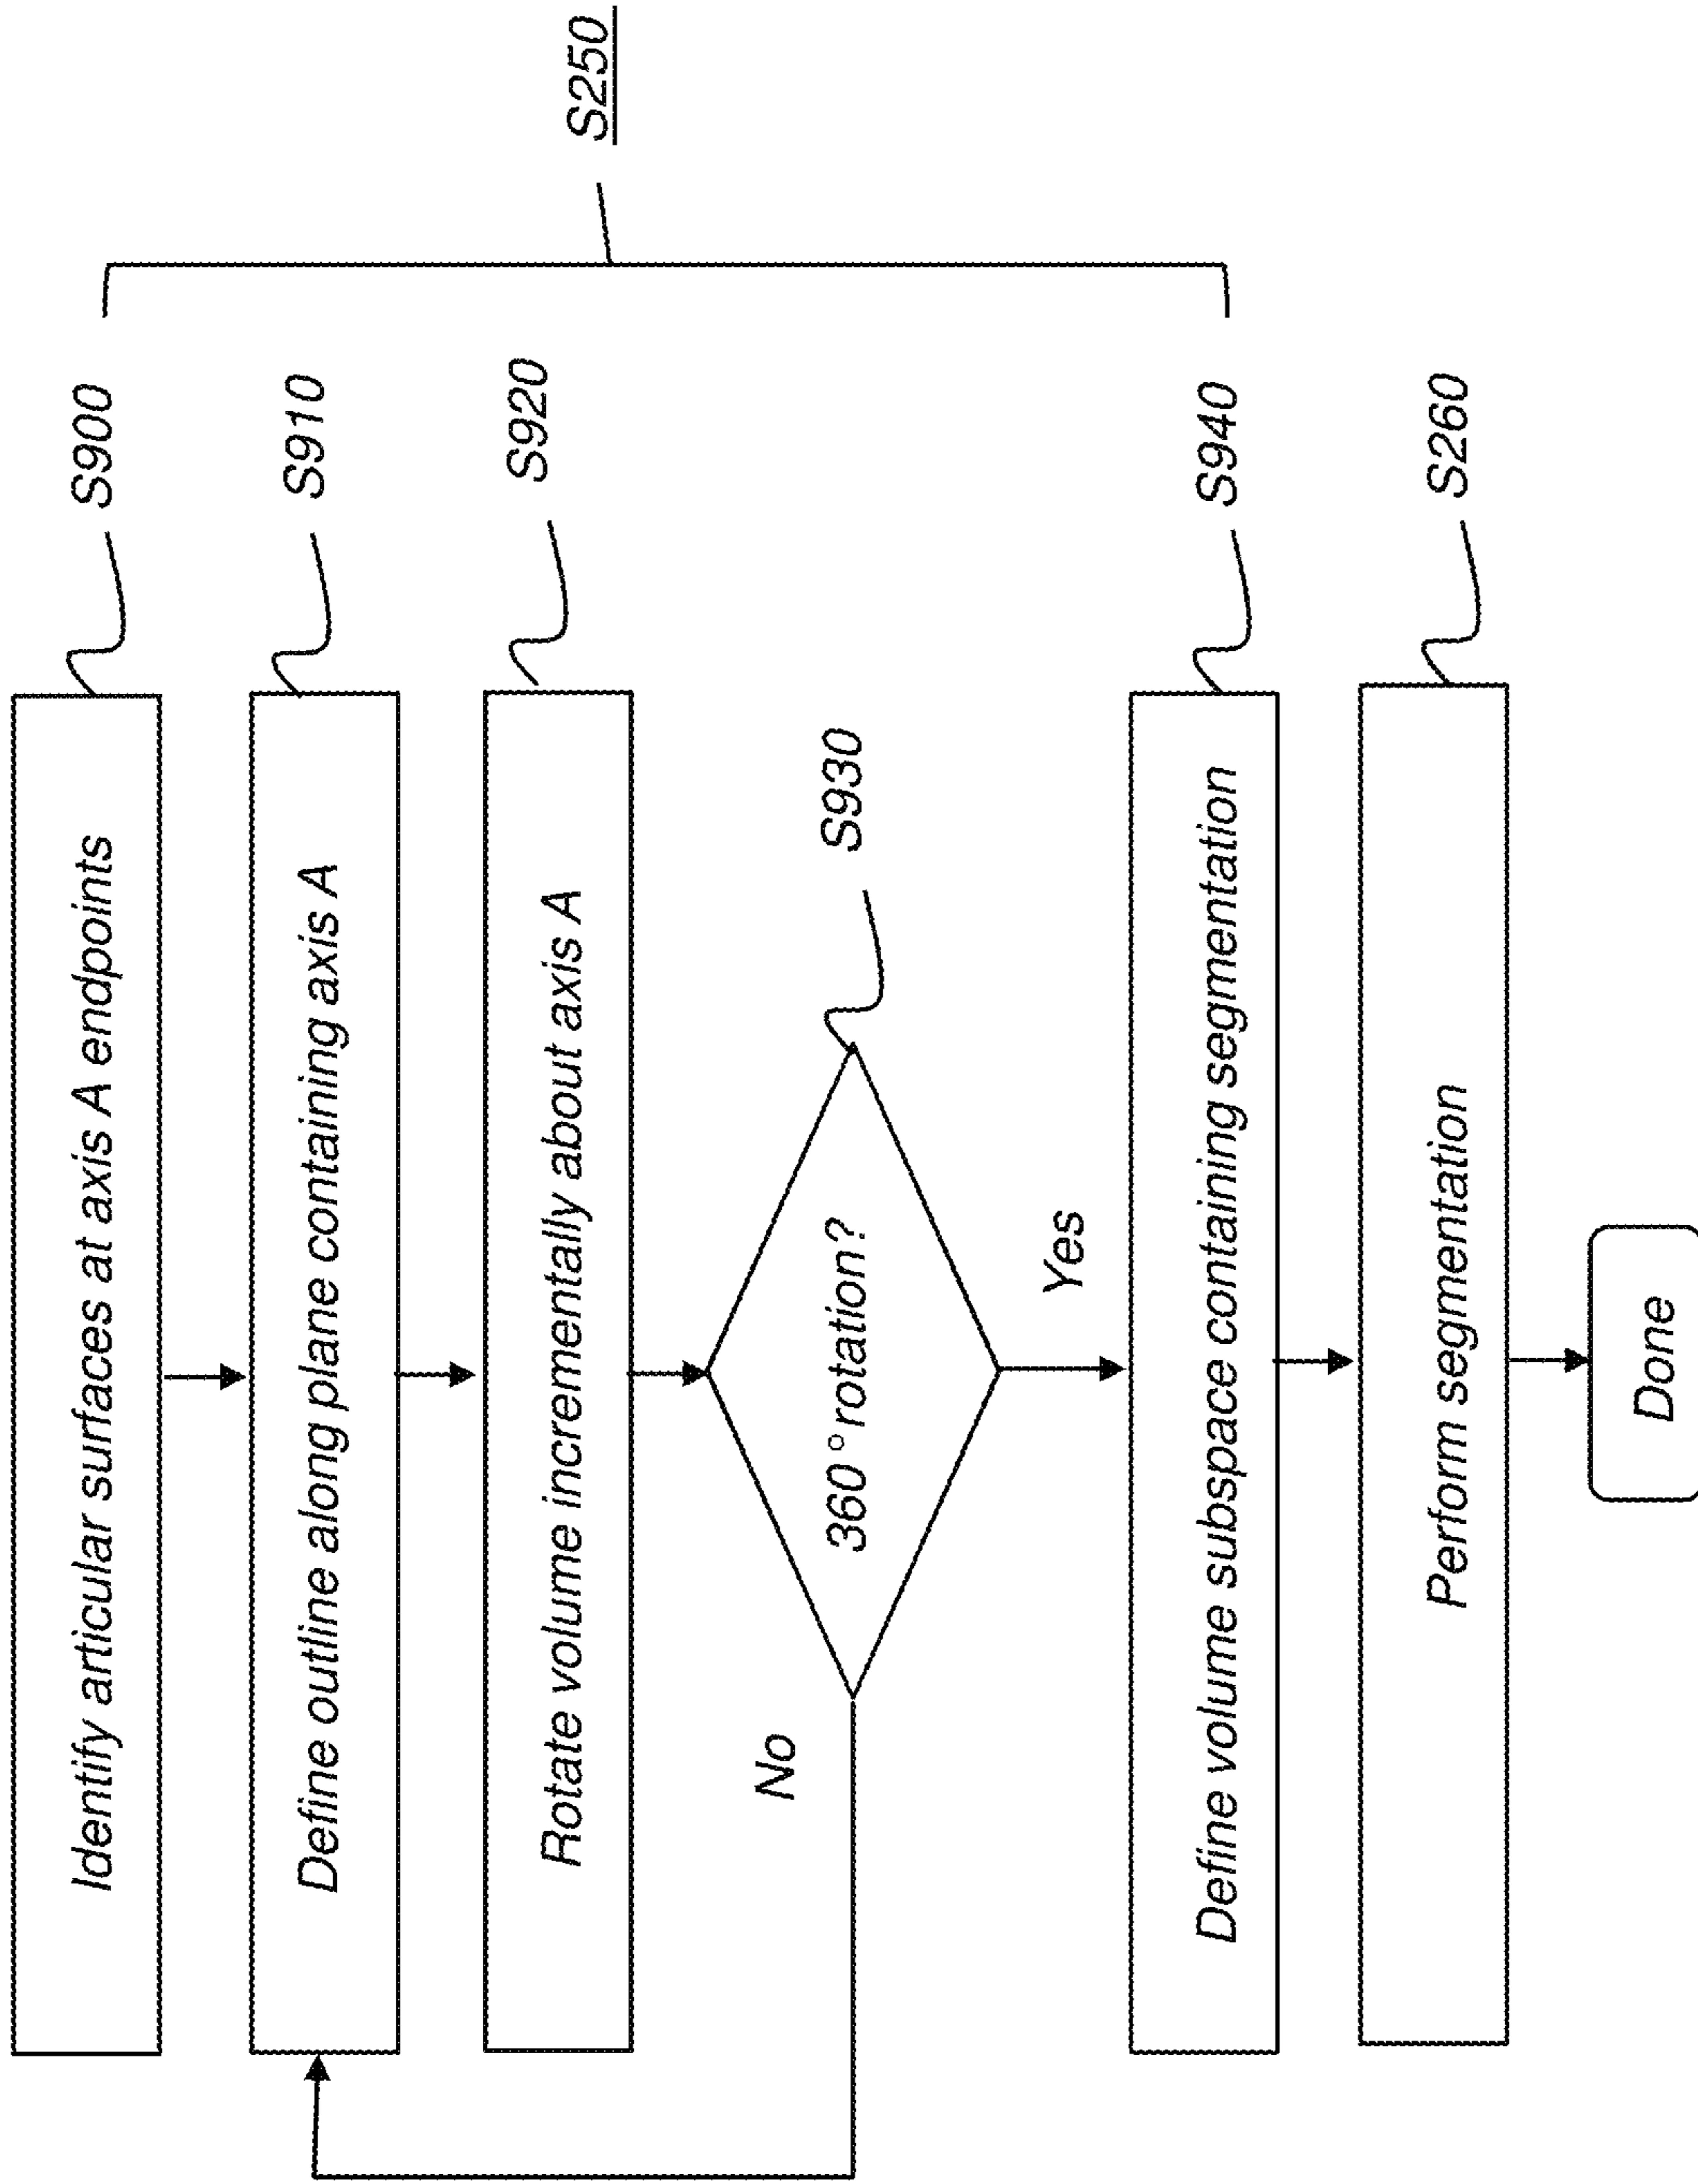 Identify articular surfaces at axis A endpoints
S900
Define outline along plane containing axis A
S910
Rotate volume incrementally about axis A
S920
360°rotation?
S930
No
Yes
Define volume subspace containing segmentation
S940
S250
Perform segmentation
S260
Done